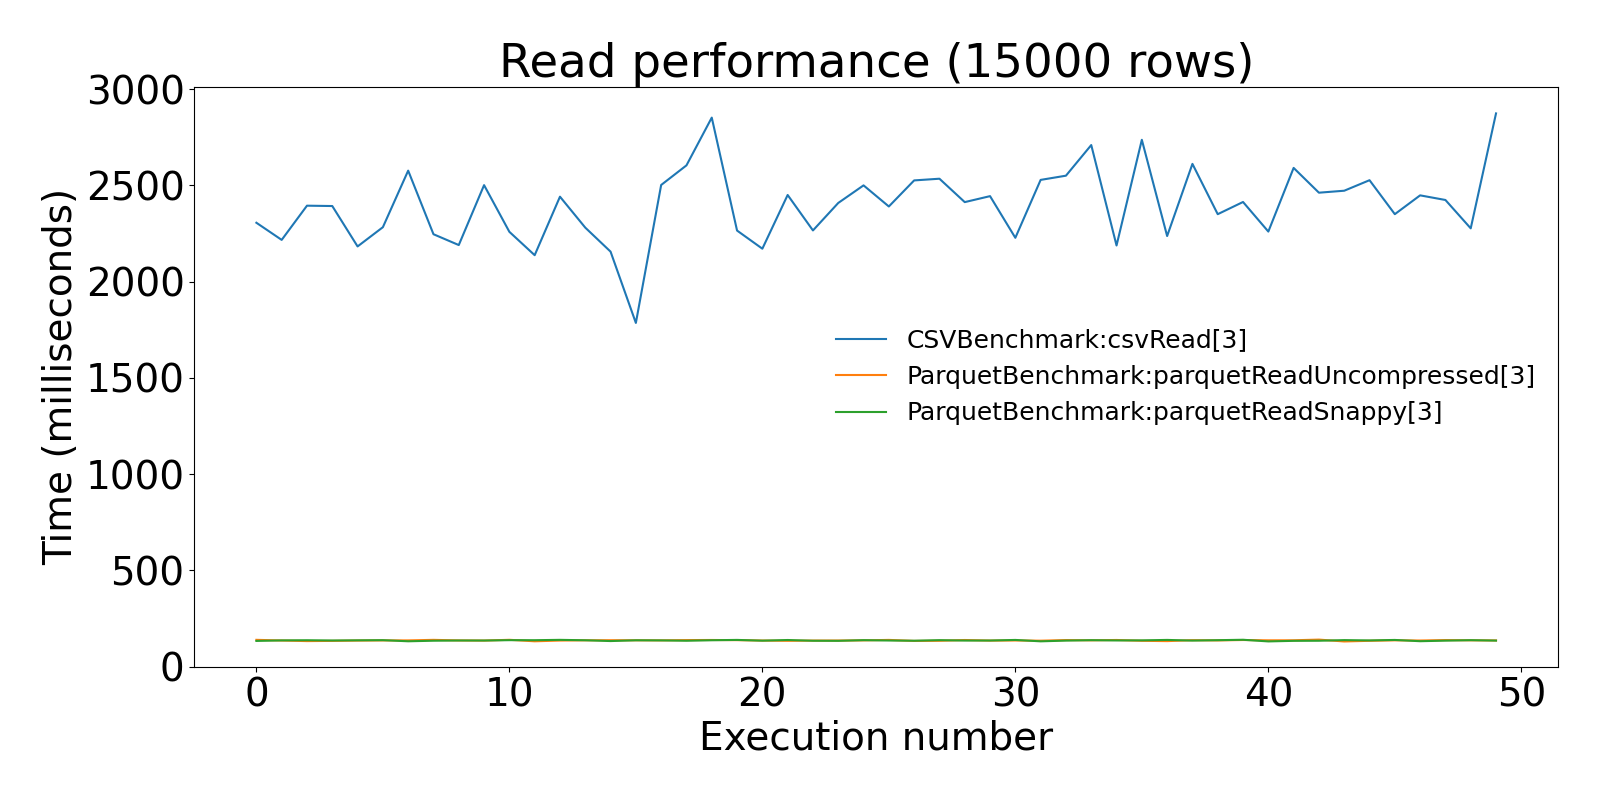 Read performance (15000 rows)
3000
2500
2000
1500
1000
500
0
Time (milliseconds)
CSVBenchmark:csvRead[3]
ParquetBenchmark:parquetReadUncompressed[3]
ParquetBenchmark:parquetReadSnappy[3]
0 10 20 30 40 50
Execution number